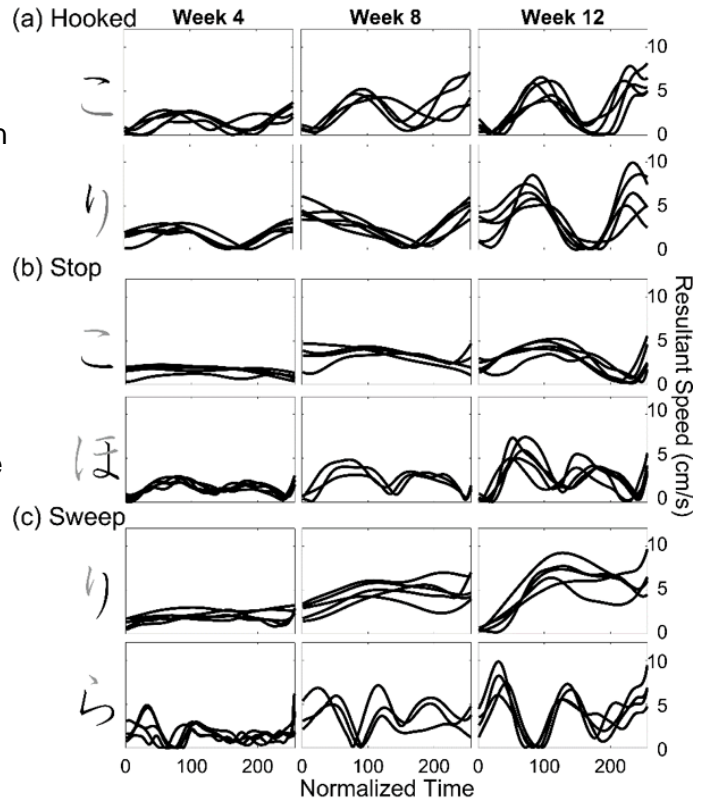 (a) Hooked
Week 4
Week 8
Week 12
こ
10
5
0
り
10
5
0
(b) Stop
こ
10
5
0
ほ
10
5
0
(c) Sweep
り
10
5
0
ら
10
5
0
0 100 200
0 100 200
0 100 200
Normalized Time
Resultant Speed (cm/s)